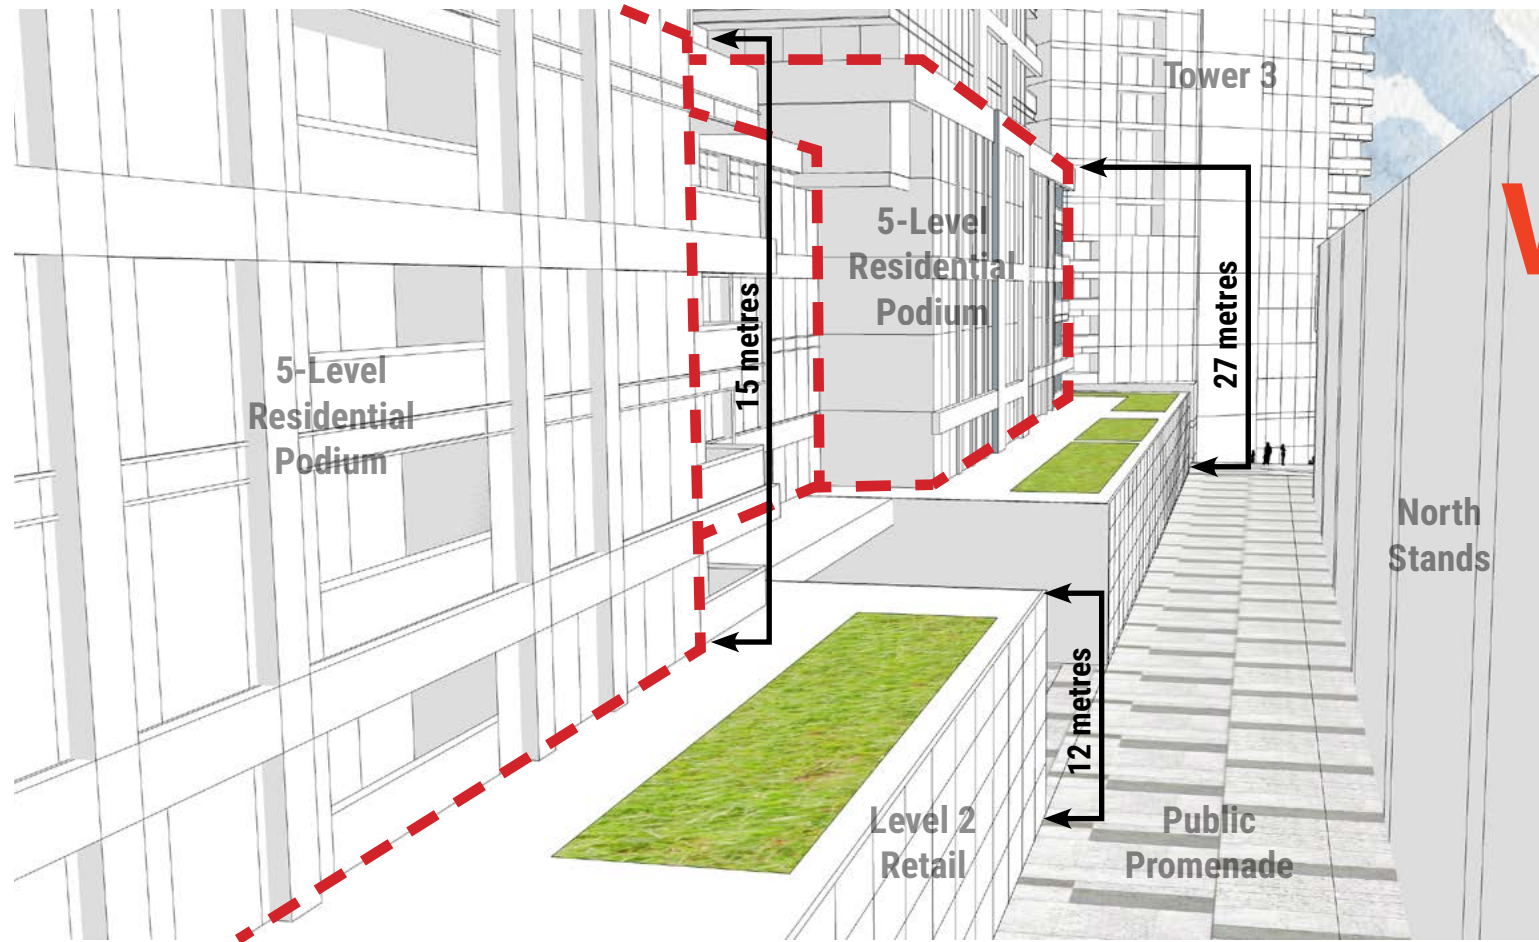 Tower 3
5-Level
Residential
Podium
27 metres
15 metres
5-Level
Residential
Podium
North
Stands
12 metres
Level 2
Retail
Public
Promenade